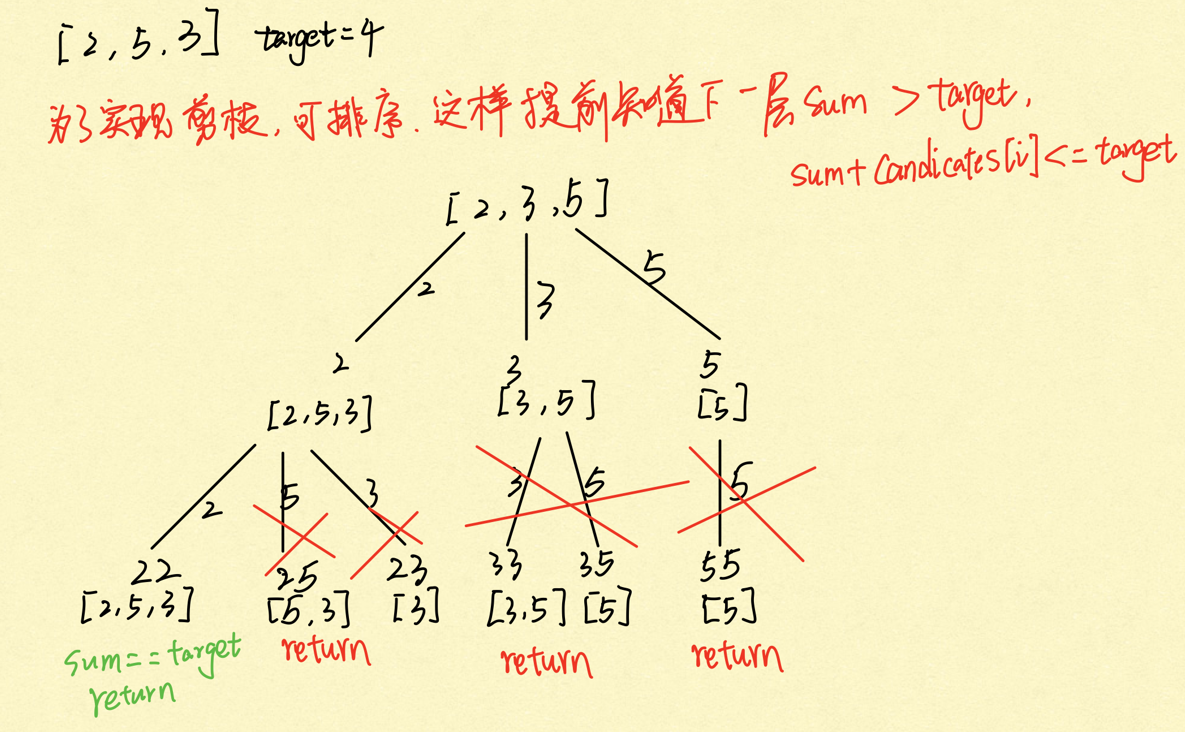 [2,5,3] target=4
为了实现剪枝,可排序.这样提前知道下一层sum > target,
sum+Candicates[i]<=target
[2,3,5]
2 3 5
2 3 5
[2,5,3] [3,5] [5]
2 5 3 3 5 5
22 25 23 33 35 55
[2,5,3] [5,3] [3] [3,5] [5] [5]
sum==target return return return
return